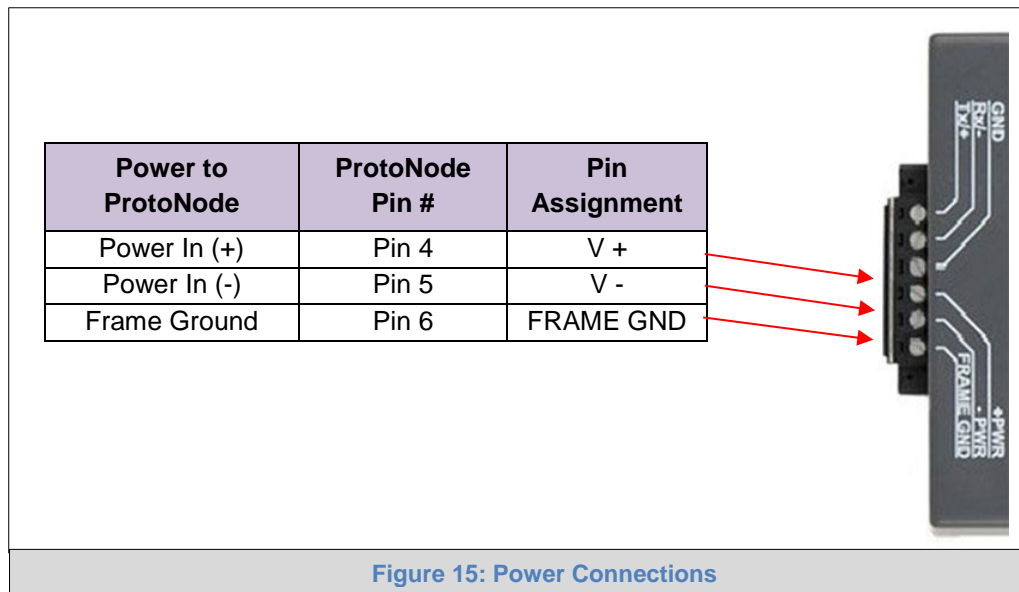 Power to ProtoNode Pin
ProtoNode Pin # Assignment
Power In (+) Pin 4 V +
Power In (-) Pin 5 V -
Frame Ground Pin 6 FRAME GND
Tx/+
Rx/-
GND
FRAME GND
- PWR
+PWR
Figure 15: Power Connections